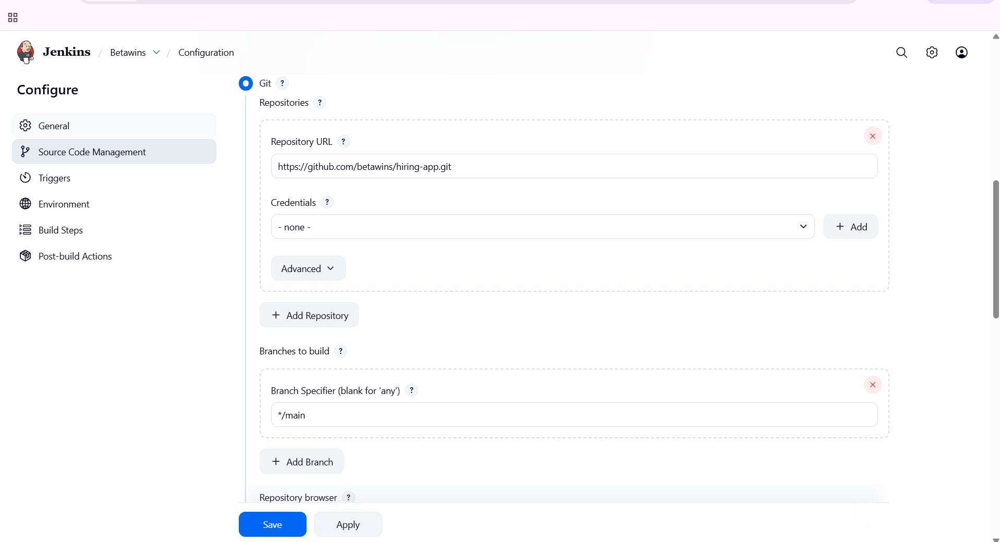 Jenkins / Betawins / Configuration
Configure
General
Source Code Management
Triggers
Environment
Build Steps
Post-build Actions
Git ?
Repositories ?
Repository URL ?
https://github.com/betawins/hiring-app.git
Credentials ?
- none -
+ Add
Advanced
+ Add Repository
Branches to build ?
Branch Specifier (blank for 'any') ?
*/main
+ Add Branch
Repository browser ?
Save
Apply